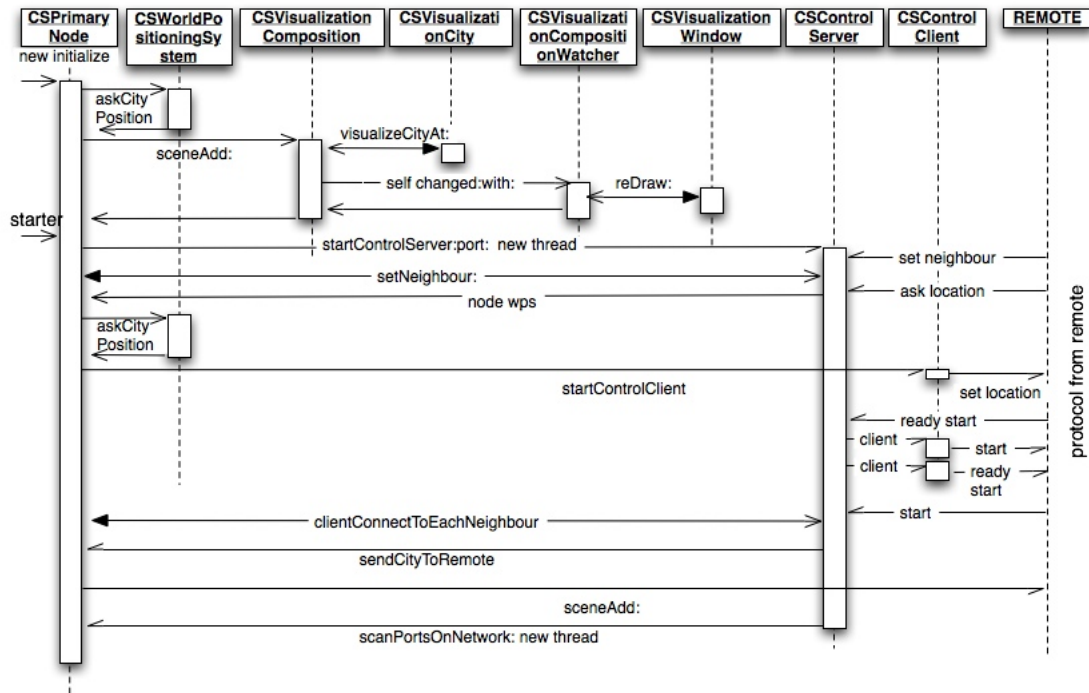 CSPrimary
Node
CSWorldPo
sitioningSy
stem
CSVisualization
Composition
CSVisualizati
onCity
CSVisualizat
ionCompositi
onWatcher
CSVisualization
Window
CSControl
Server
CSControl
Client
REMOTE
new initialize
askCity
Position
sceneAdd:
visualizeCityAt:
self changed:with:
reDraw:
starter
startControlServer:port: new thread
set neighbour
setNeighbour:
ask location
node wps
askCity
Position
startControlClient
set location
ready start
client
start
client
ready
start
start
clientConnectToEachNeighbour
sendCityToRemote
sceneAdd:
scanPortsOnNetwork: new thread
protocol from remote